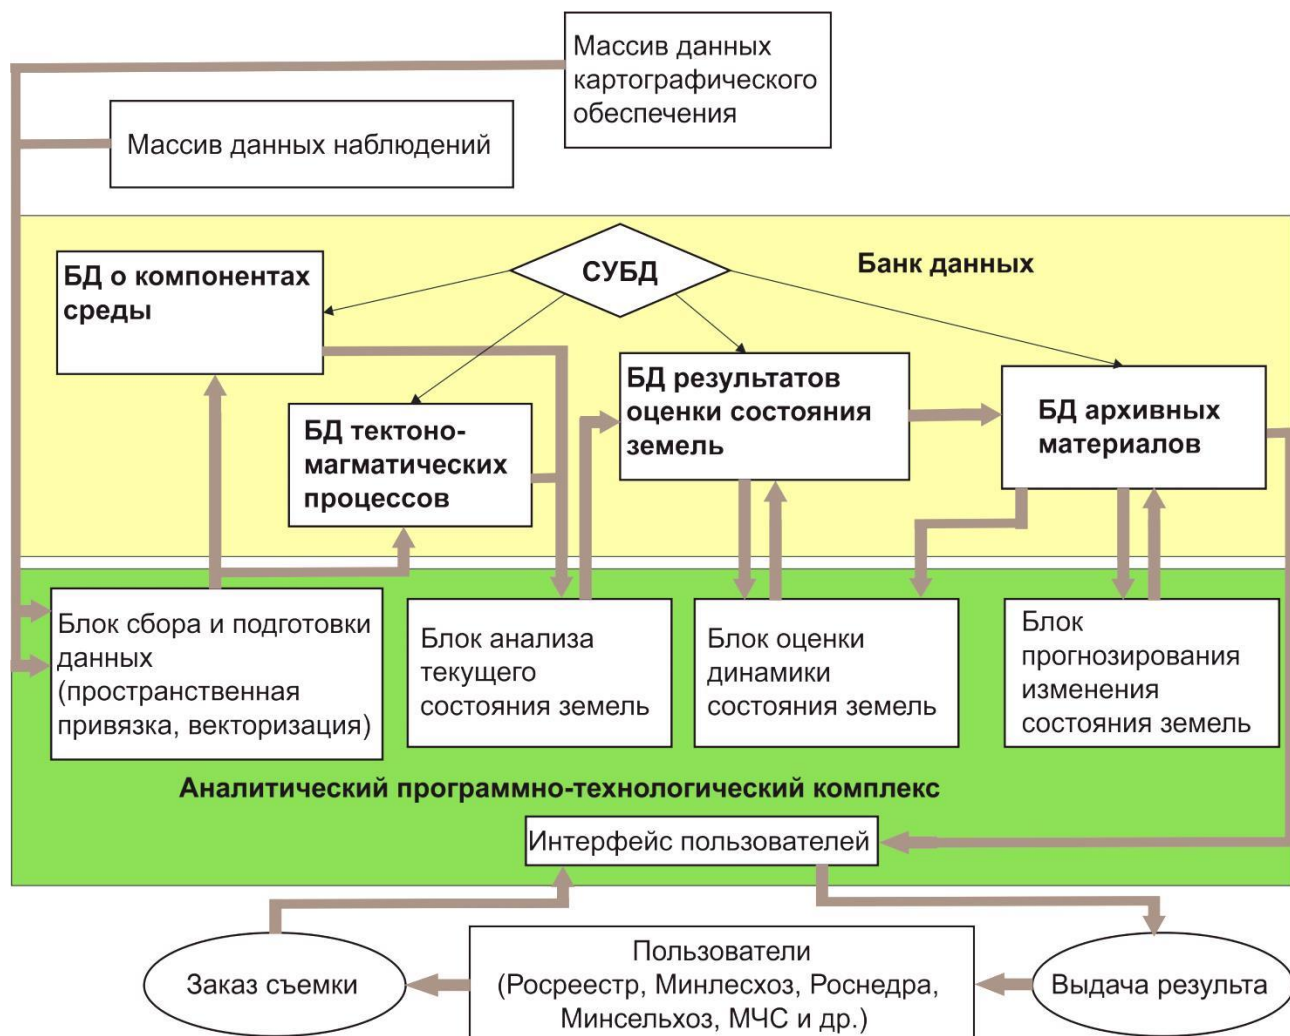 Массив данных
картографического
обеспечения
Массив данных наблюдений
БД о компонентах
среды
СУБД
Банк данных
БД результатов
оценки состояния
земель
БД архивных
материалов
БД тектоно-
магматических
процессов
Блок сбора и подготовки
данных
(пространственная
привязка, векторизация)
Блок анализа
текущего
состояния земель
Блок оценки
динамики
состояния земель
Блок
прогнозирования
изменения
состояния земель
Аналитический программно-технологический комплекс
Интерфейс пользователей
Заказ съемки
Пользователи
(Росреестр, Минлесхоз, Роснедра,
Минсельхоз, МЧС и др.)
Выдача результа